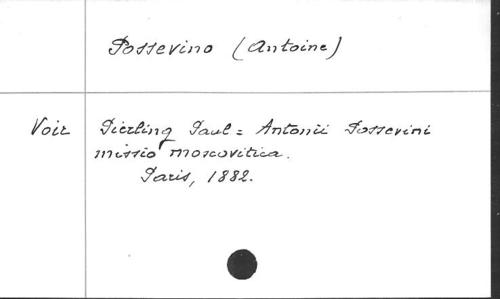 Possevino (Antoine)
Voir Pierling Paul = Antonii Possevini
missio moscovitica.
Paris, 1882.